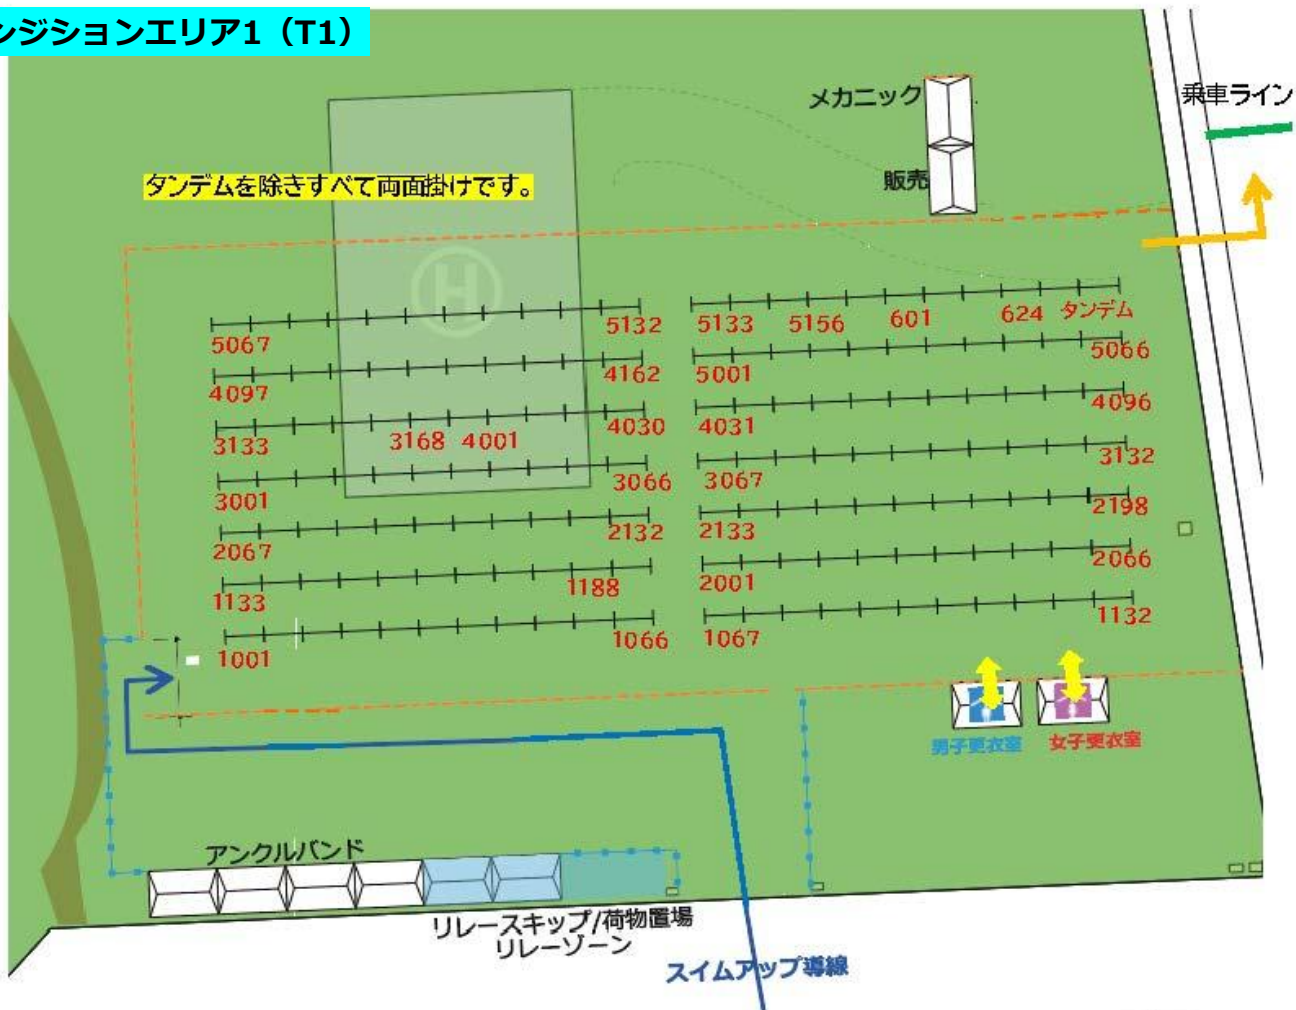 ンジションエリア1（T1）
メカニック
乗車ライン
販売
タンデムを除きすべて両面掛けです。
H
5067 5132 5133 5156 601 624 タンデム
4097 4162 5001 5066
3133 3168 4001 4030 4031 4096
3001 3066 3067 3132
2067 2132 2133 2198
1133 1188 2001 2066
1001 1066 1067 1132
男子更衣室 女子更衣室
アンクルバンド
リレースキップ/荷物置場
リレーゾーン
スイムアップ導線